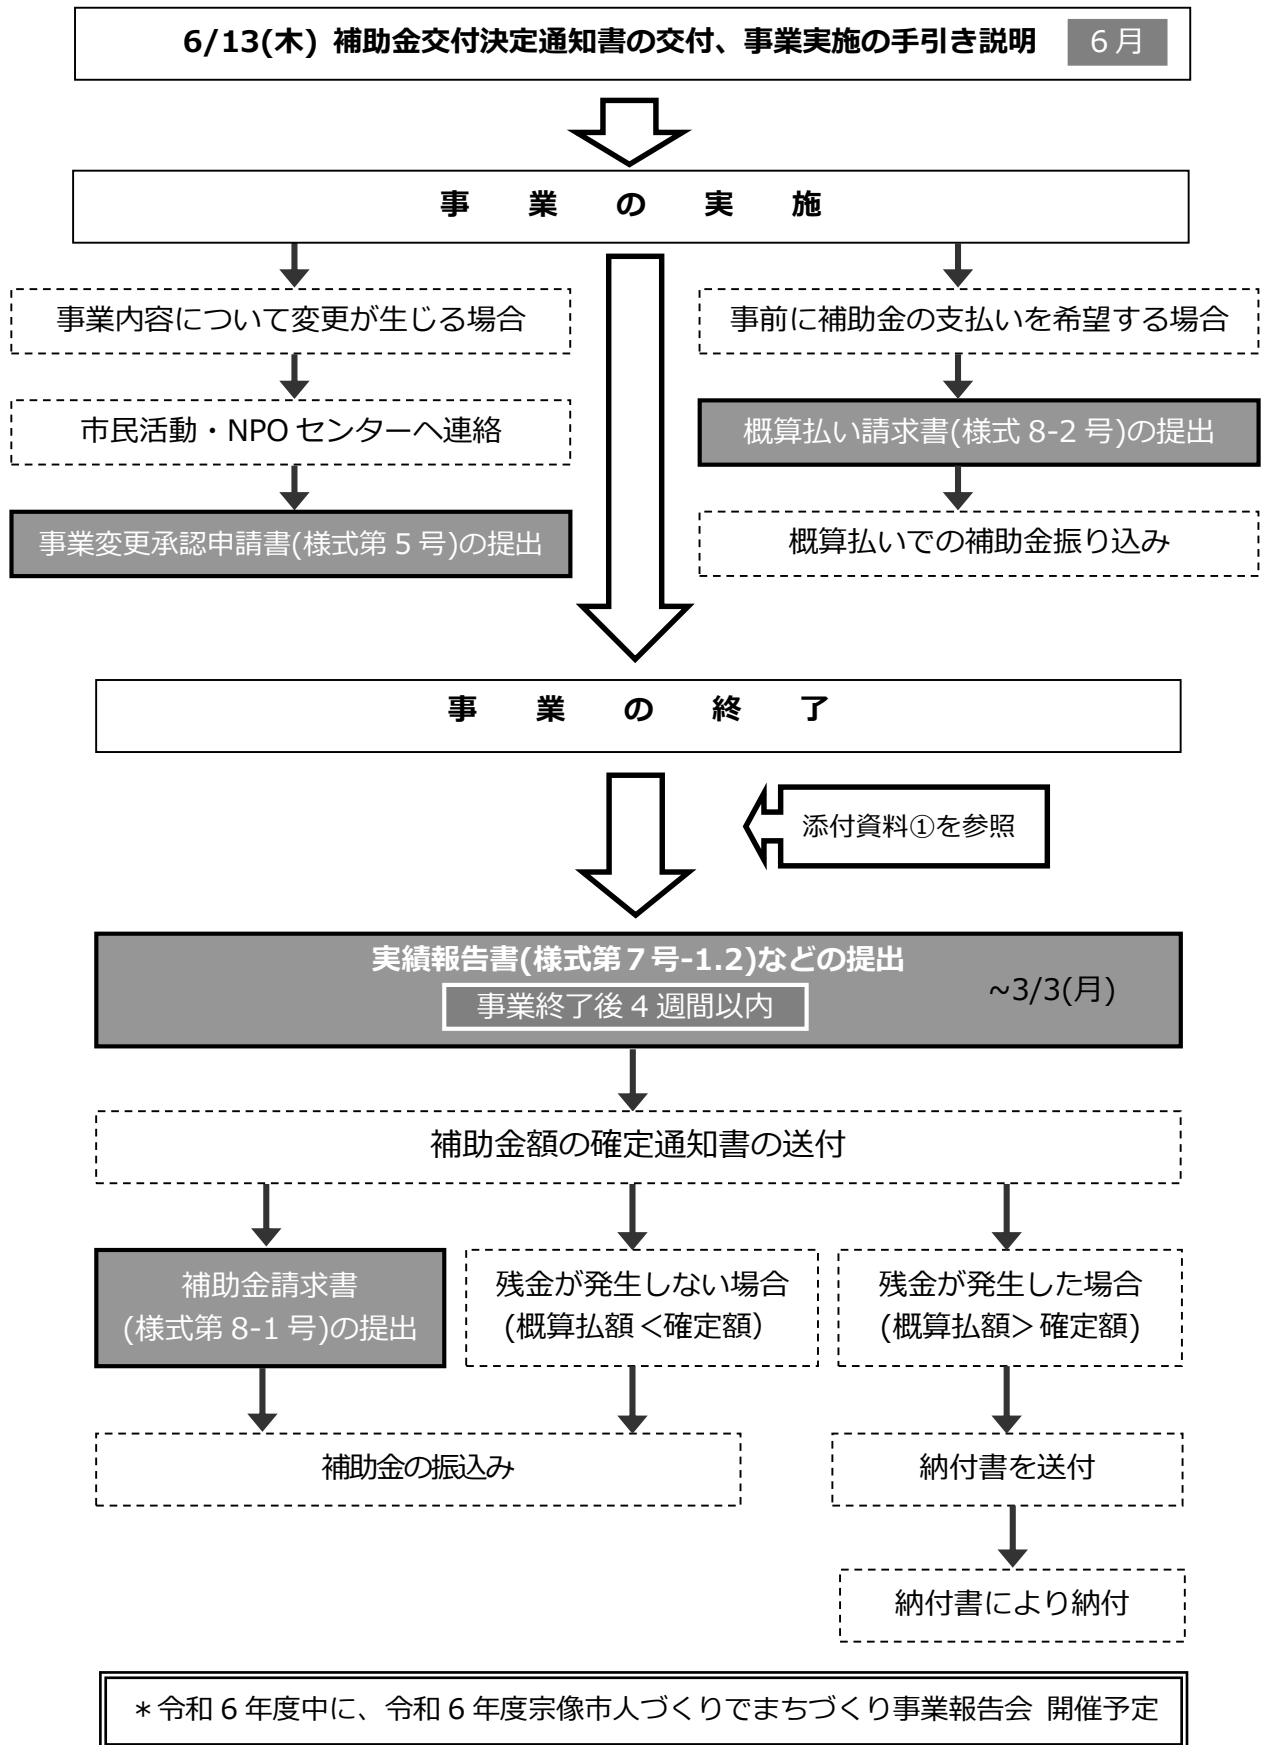 6/13(木) 補助金交付決定通知書の交付、事業実施の手引き説明 6月
事業の実施
事業内容について変更が生じる場合
市民活動・NPOセンターへ連絡
事業変更承認申請書(様式第5号)の提出
事前に補助金の支払いを希望する場合
概算払い請求書(様式8-2号)の提出
概算払いでの補助金振り込み
事業の終了
添付資料①を参照
実績報告書(様式第7号-1.2)などの提出
事業終了後4週間以内
~3/3(月)
補助金額の確定通知書の送付
補助金請求書
(様式第8-1号)の提出
残金が発生しない場合
(概算払額<確定額)
残金が発生した場合
(概算払額>確定額)
補助金の振込み
納付書を送付
納付書により納付
*令和6年度中に、令和6年度宗像市人づくりでまちづくり事業報告会 開催予定